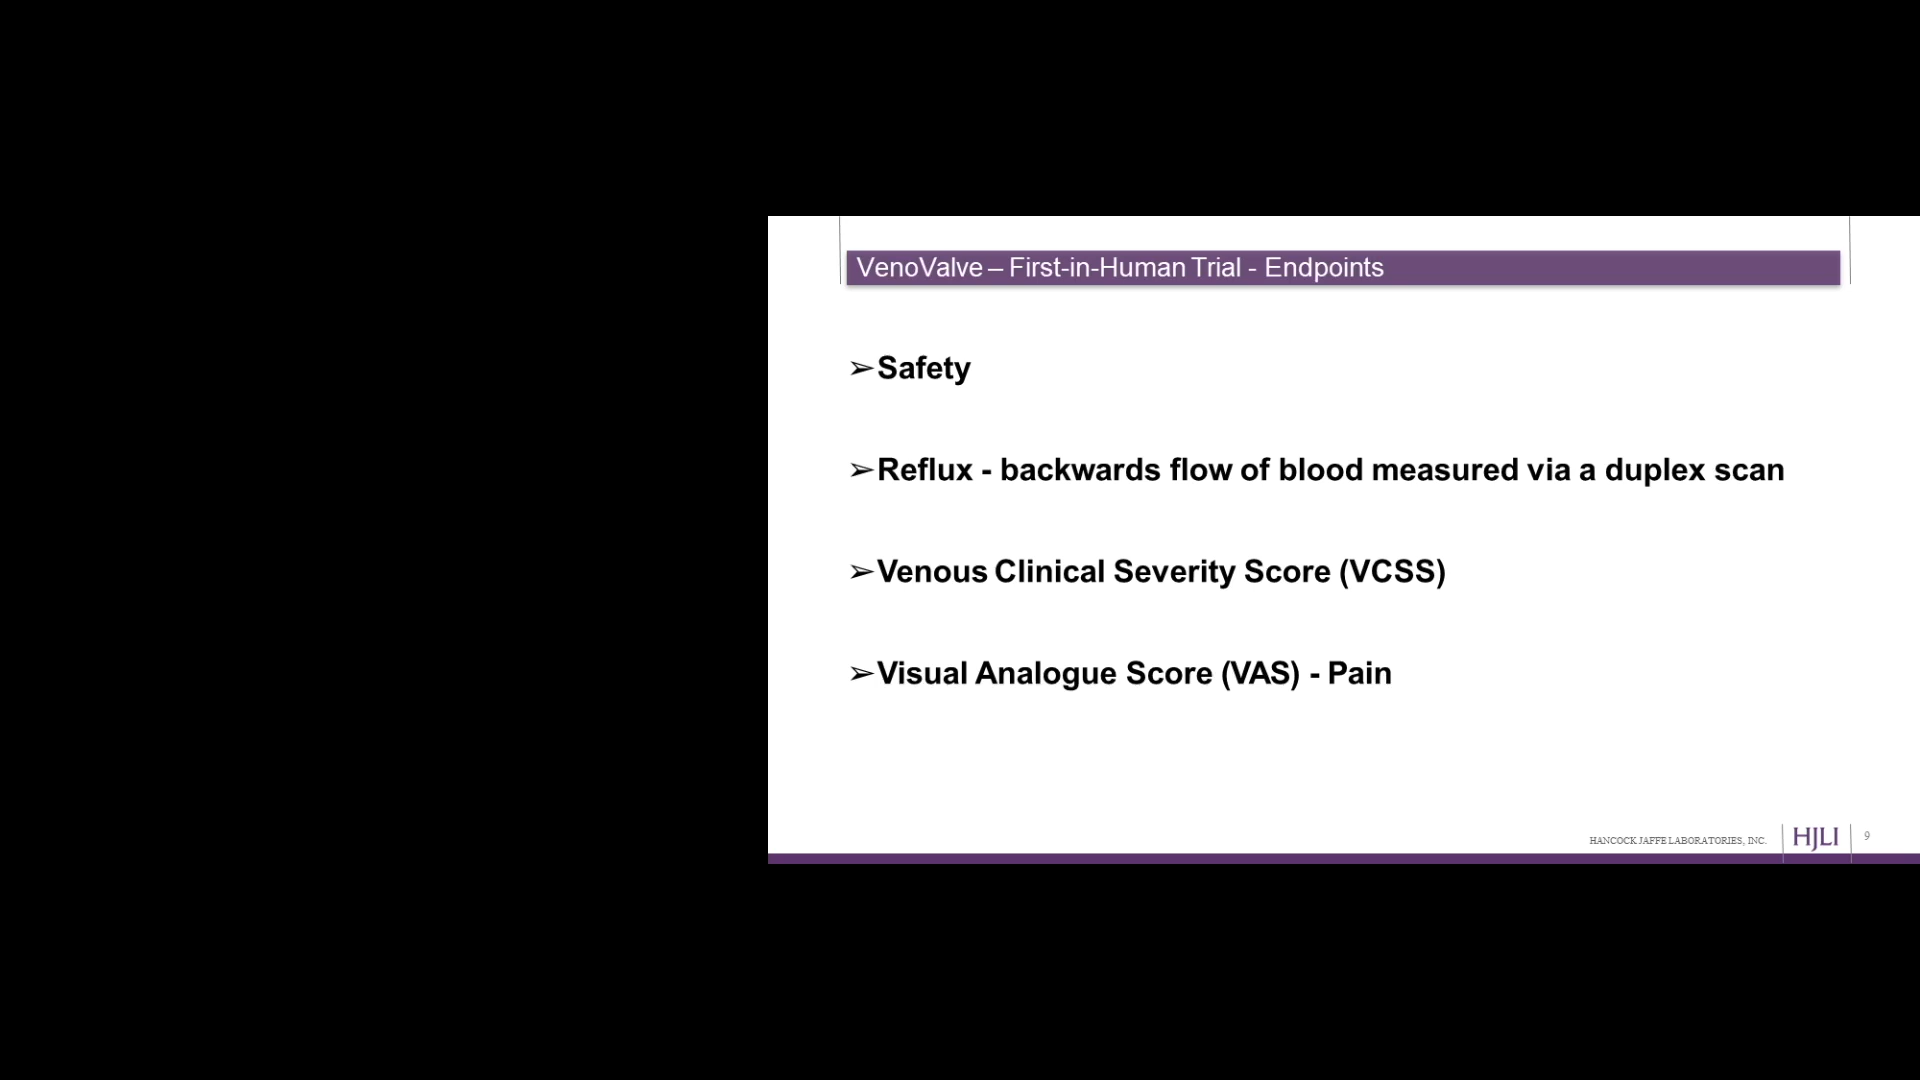 VenoValve – First-in-Human Trial - Endpoints
➢Safety
➢Reflux - backwards flow of blood measured via a duplex scan
➢Venous Clinical Severity Score (VCSS)
➢Visual Analogue Score (VAS) - Pain
HANCOCK JAFFE LABORATORIES, INC. HJLI 9